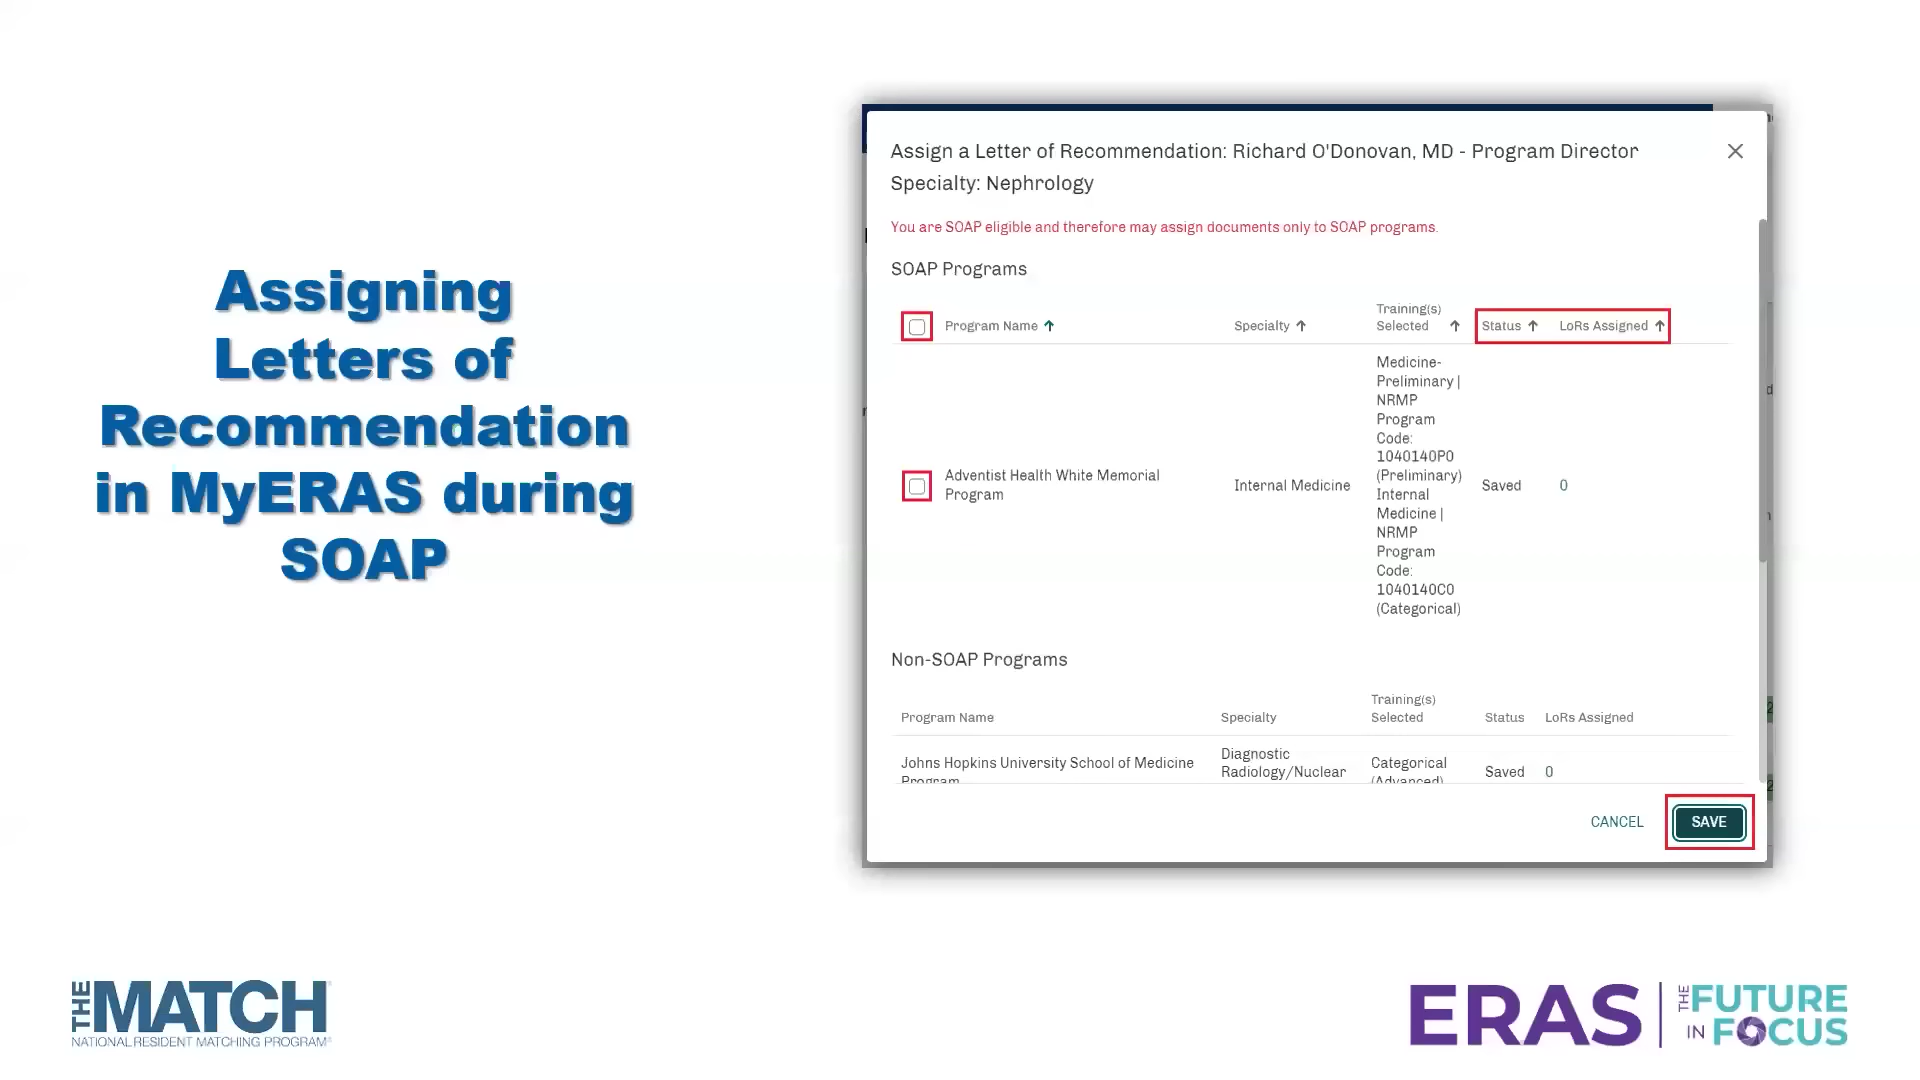 Assigning
Letters of
Recommendation
in MyERAS during
SOAP
Assign a Letter of Recommendation: Richard O'Donovan, MD - Program Director
Specialty: Nephrology
You are SOAP eligible and therefore may assign documents only to SOAP programs.
SOAP Programs
Program Name Specialty Training(s) Selected Status LoRs Assigned
Adventist Health White Memorial
Program
Internal Medicine
Medicine-
Preliminary |
NRMP
Program
Code:
1040140P0
(Preliminary)
Internal
Medicine |
NRMP
Program
Code:
1040140C0
(Categorical)
Saved 0
Non-SOAP Programs
Program Name Specialty Training(s) Selected Status LoRs Assigned
Johns Hopkins University School of Medicine
Program
Diagnostic
Radiology/Nuclear
Categorical
(Advanced)
Saved 0
CANCEL SAVE
THE MATCH
NATIONAL RESIDENT MATCHING PROGRAM®
ERAS THE FUTURE
IN FOCUS